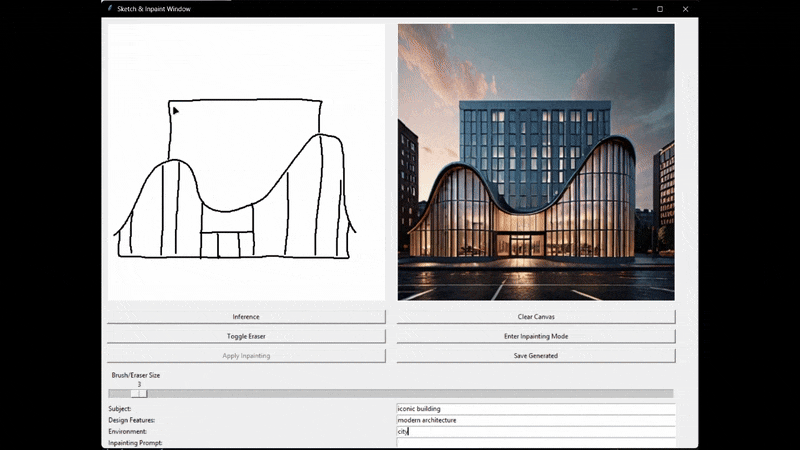 Sketch & Inpaint Window
Inference
Clear Canvas
Toggle Eraser
Enter Inpainting Mode
Apply Inpainting
Save Generated
Brush/Eraser Size
3
Subject:
iconic building
Design Features:
modern architecture
Environment:
city
Inpainting Prompt: